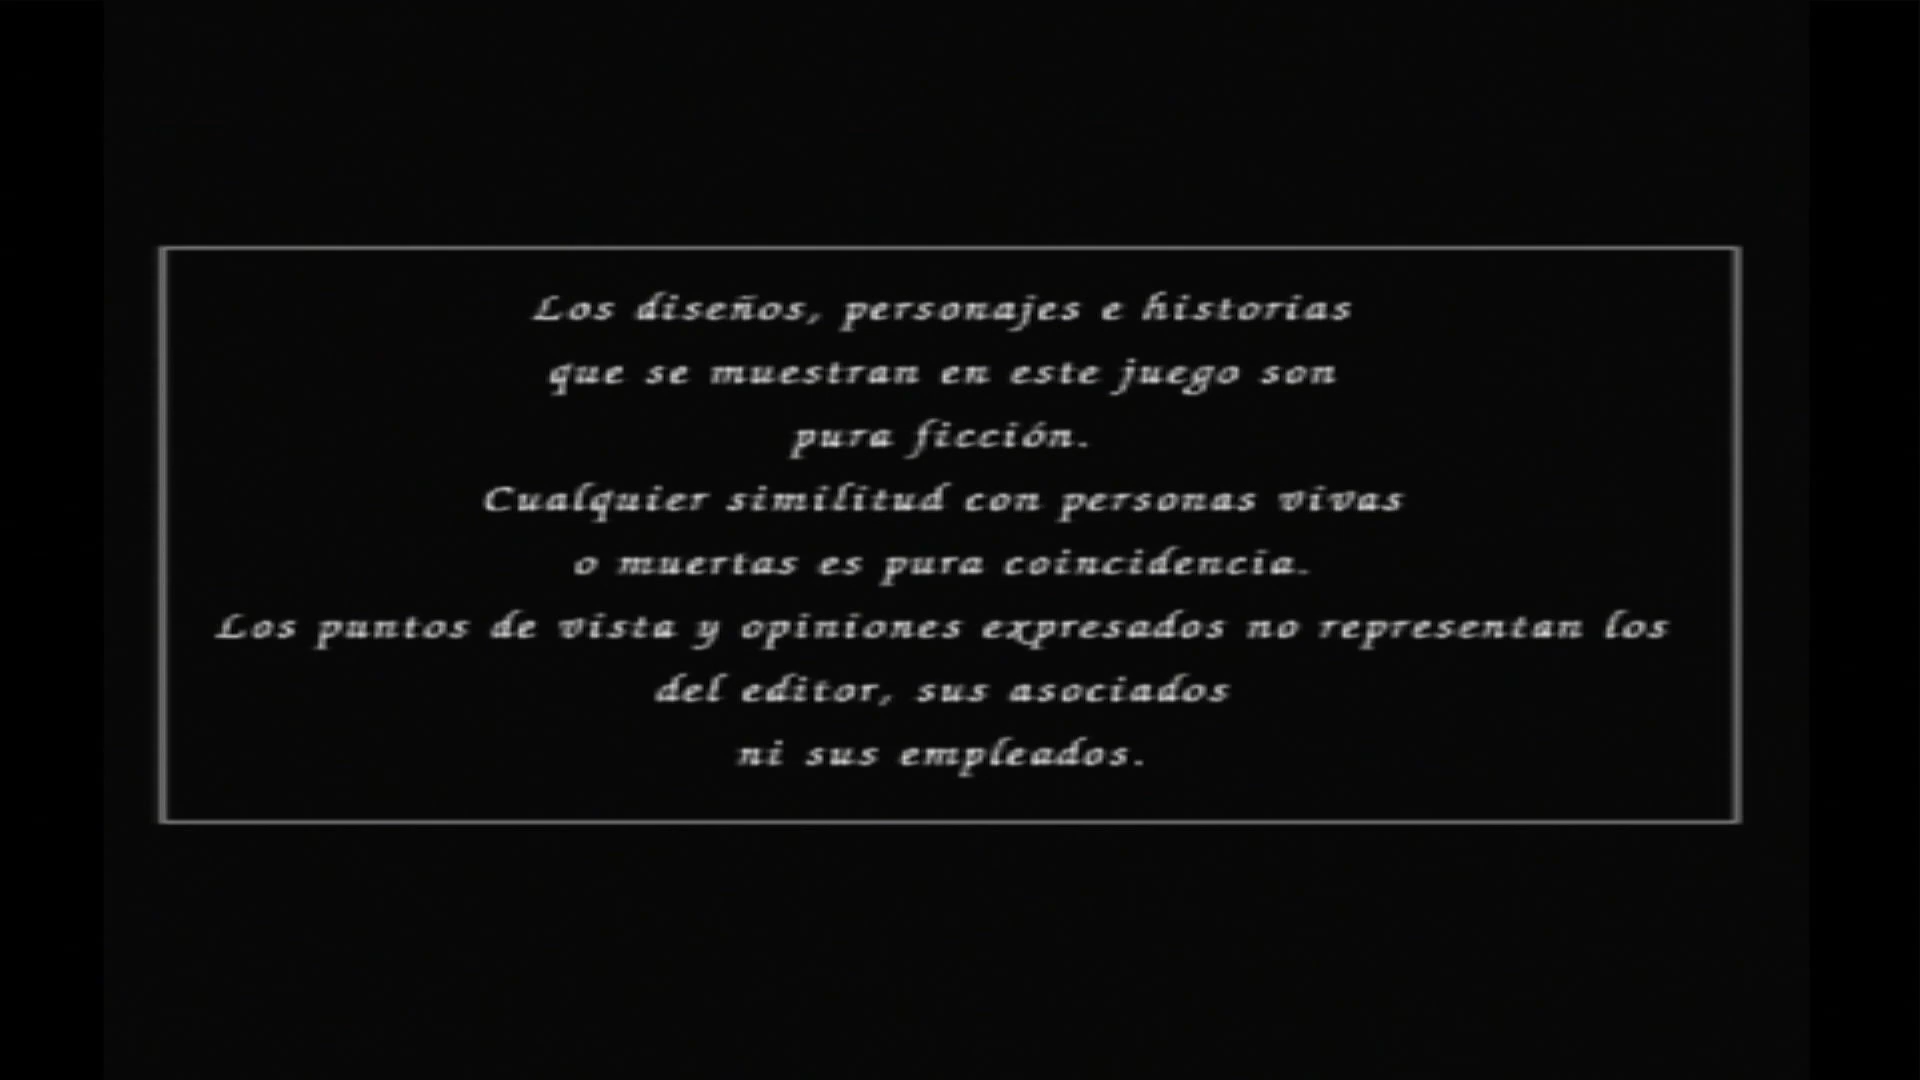 Los diseños, personajes e historias
que se muestran en este juego son
pura ficción.
Cualquier similitud con personas vivas
o muertas es pura coincidencia.
Los puntos de vista y opiniones expresados no representan los
del editor, sus asociados
ni sus empleados.